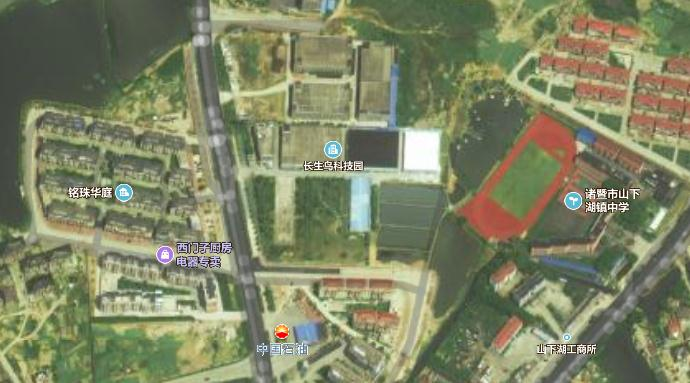 长生鸟科技园
铭珠华庭
诸暨市山下
湖镇中学
西门子厨房
电器专卖
中国石油
山下湖工商所